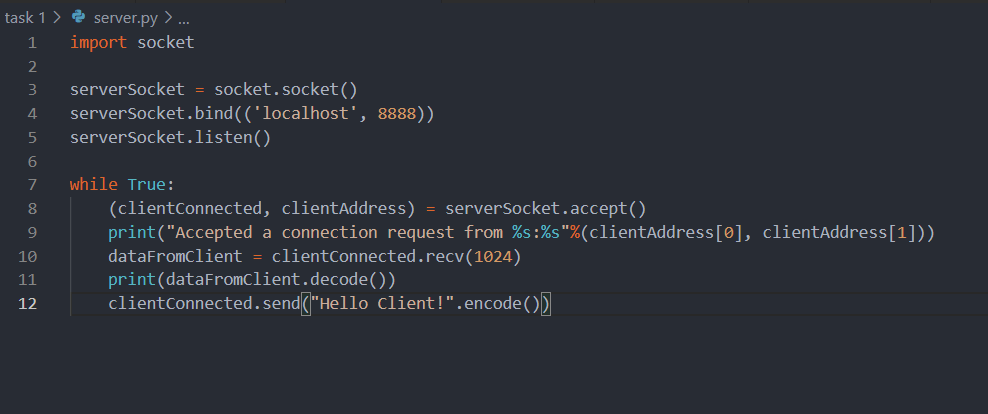 task 1 > server.py > ...
1 import socket
2
3 serverSocket = socket.socket()
4 serverSocket.bind(('localhost', 8888))
5 serverSocket.listen()
6
7 while True:
8     (clientConnected, clientAddress) = serverSocket.accept()
9     print("Accepted a connection request from %s:%s"%(clientAddress[0], clientAddress[1]))
10     dataFromClient = clientConnected.recv(1024)
11     print(dataFromClient.decode())
12     clientConnected.send("Hello Client!".encode())